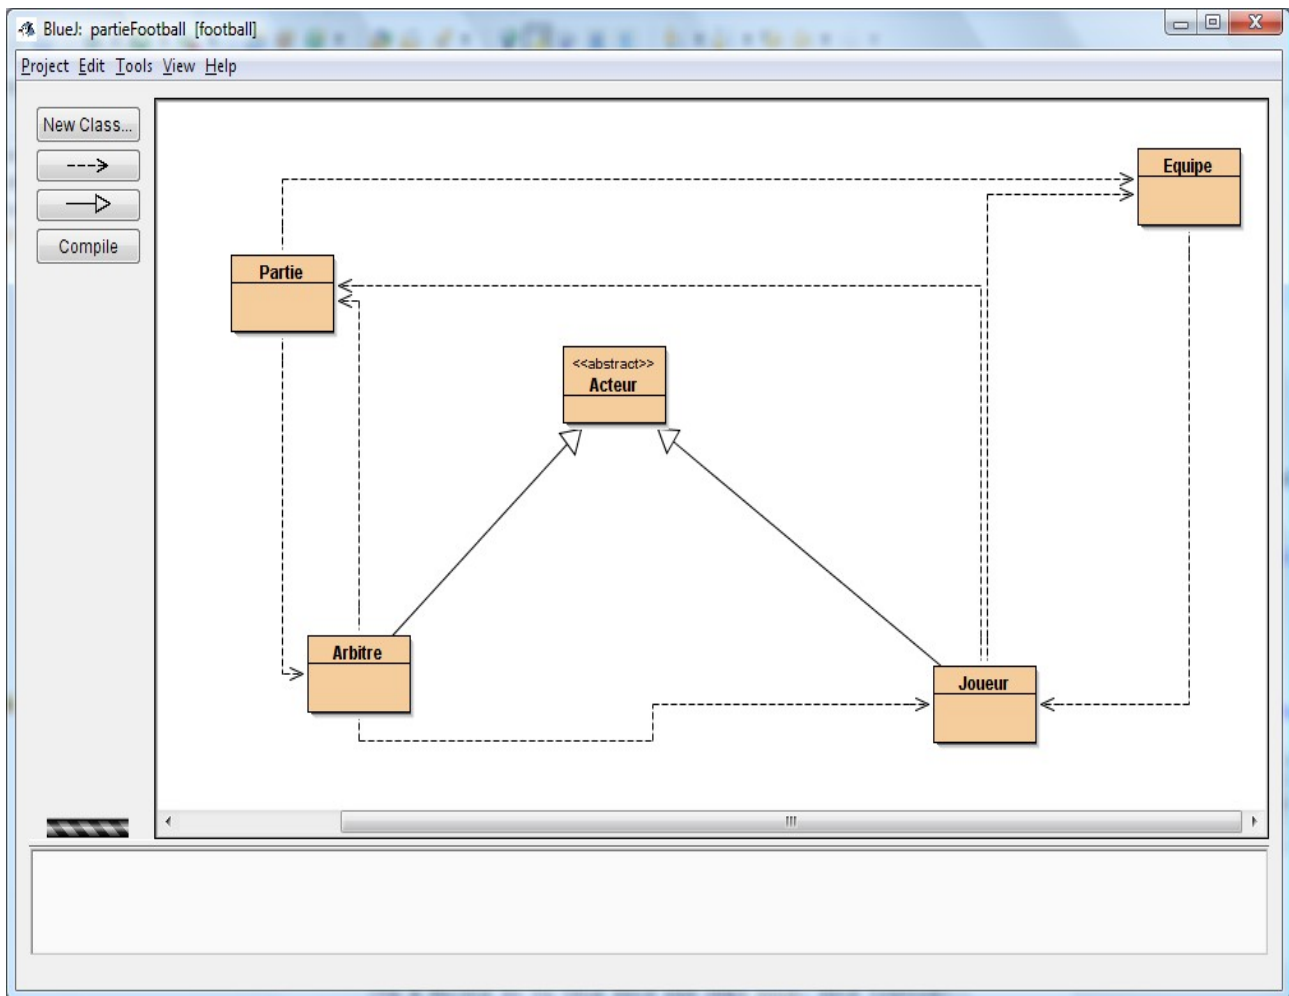 BlueJ: partieFootball [football]
Project Edit Tools View Help
New Class...
Compile
Equipe
Partie
<<abstract>>
Acteur
Arbitre
Joueur